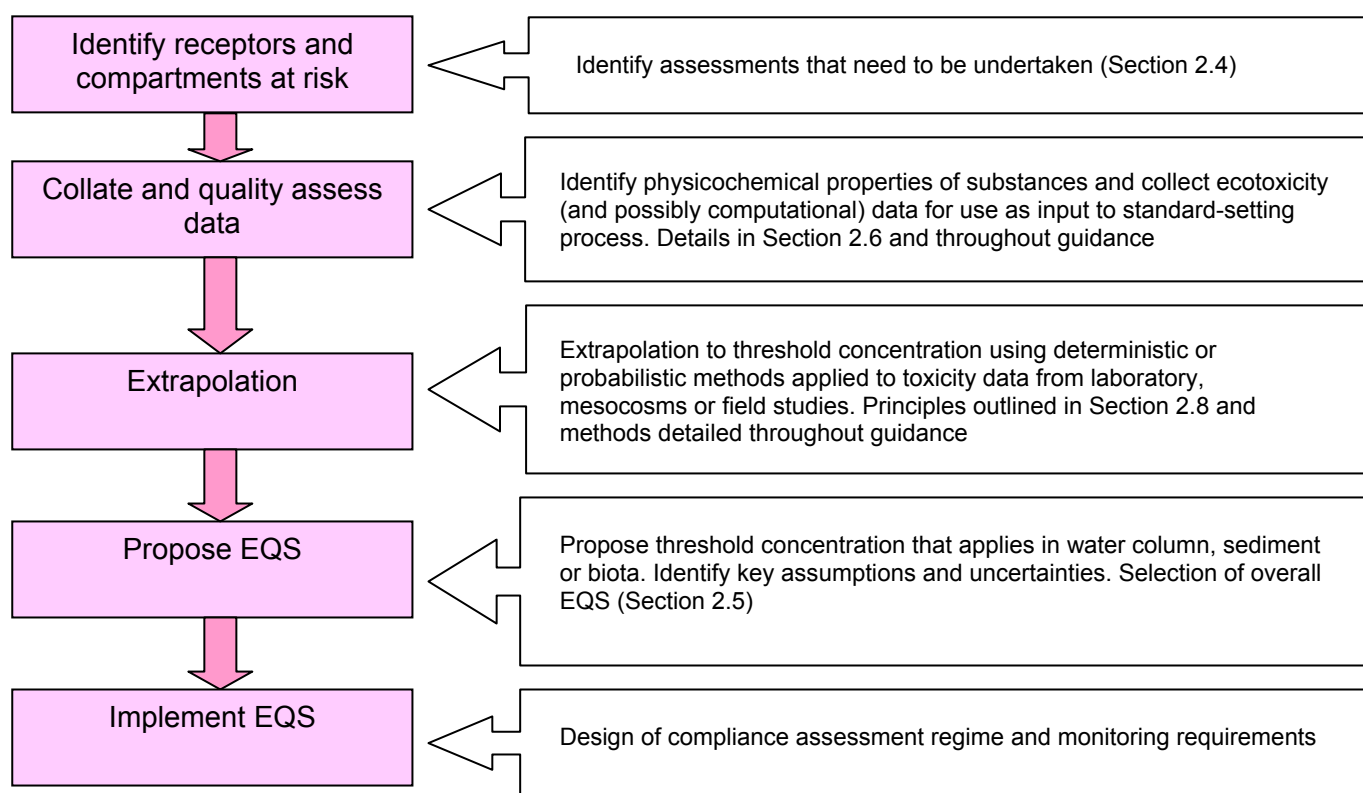 Identify receptors and
compartments at risk
Identify assessments that need to be undertaken (Section 2.4)
Collate and quality assess
data
Identify physicochemical properties of substances and collect ecotoxicity
(and possibly computational) data for use as input to standard-setting
process. Details in Section 2.6 and throughout guidance
Extrapolation
Extrapolation to threshold concentration using deterministic or
probabilistic methods applied to toxicity data from laboratory,
mesocosms or field studies. Principles outlined in Section 2.8 and
methods detailed throughout guidance
Propose EQS
Propose threshold concentration that applies in water column, sediment
or biota. Identify key assumptions and uncertainties. Selection of overall
EQS (Section 2.5)
Implement EQS
Design of compliance assessment regime and monitoring requirements